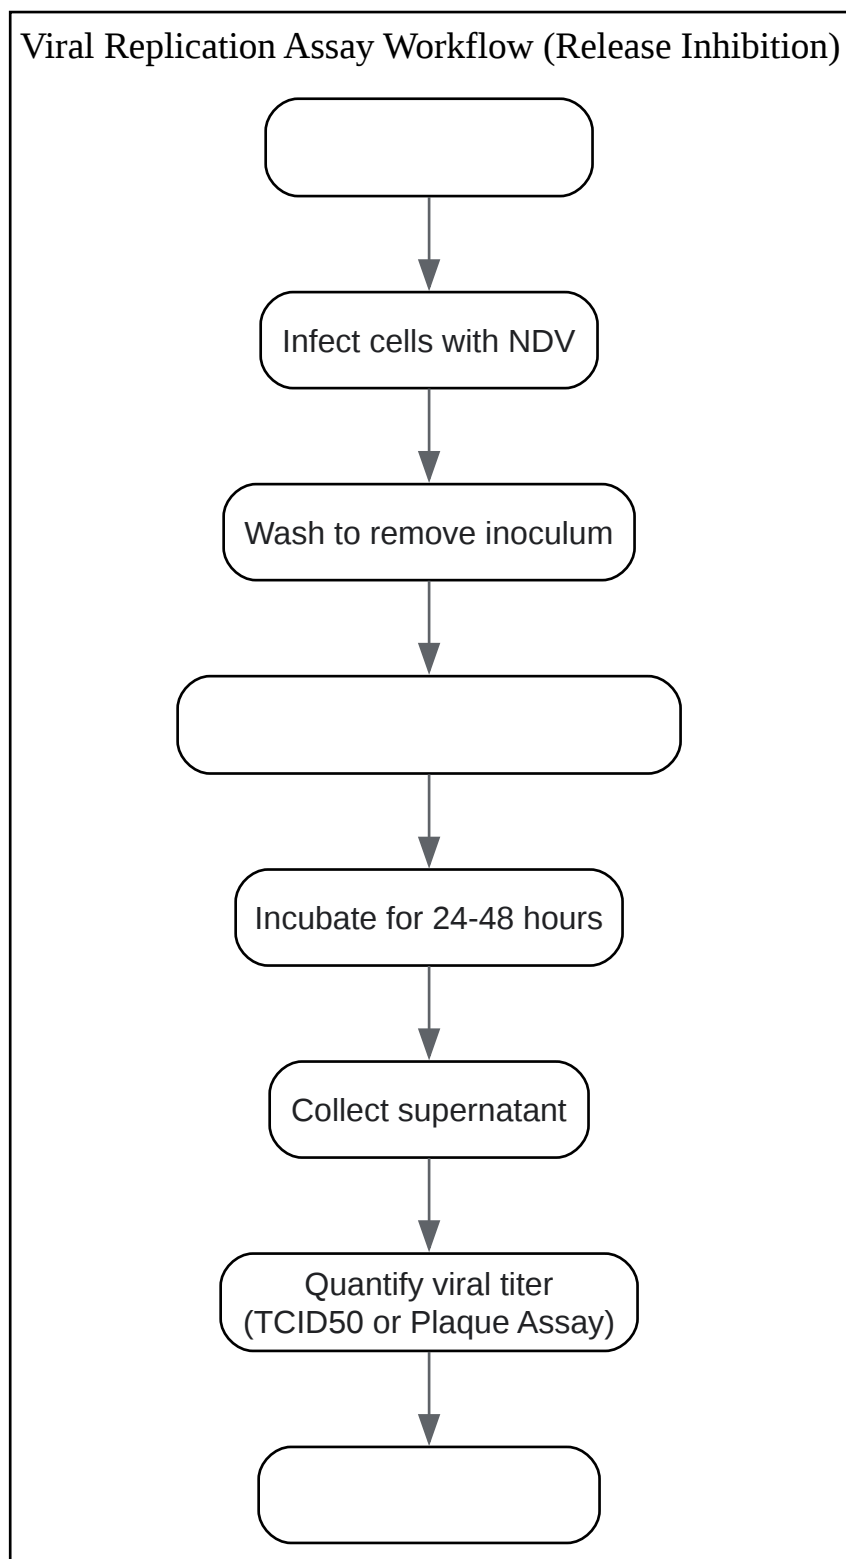 Viral Replication Assay Workflow (Release Inhibition)
Infect cells with NDV
Wash to remove inoculum
Incubate for 24-48 hours
Collect supernatant
Quantify viral titer
(TCID50 or Plaque Assay)